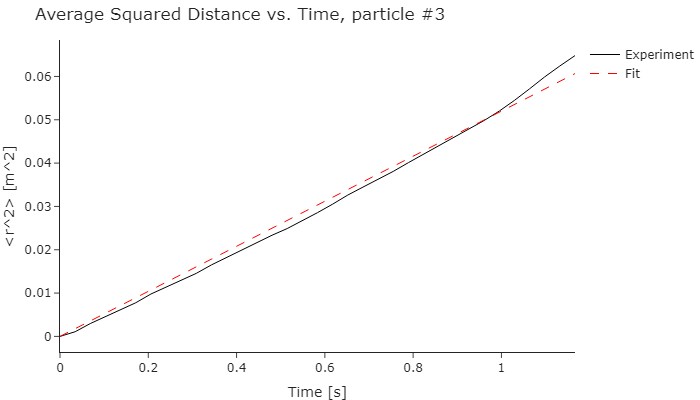 Average Squared Distance vs. Time, particle #3
Experiment
Fit
<r^2> [m^2]
0.06
0.05
0.04
0.03
0.02
0.01
0
0
0.2
0.4
0.6
0.8
1
Time [s]